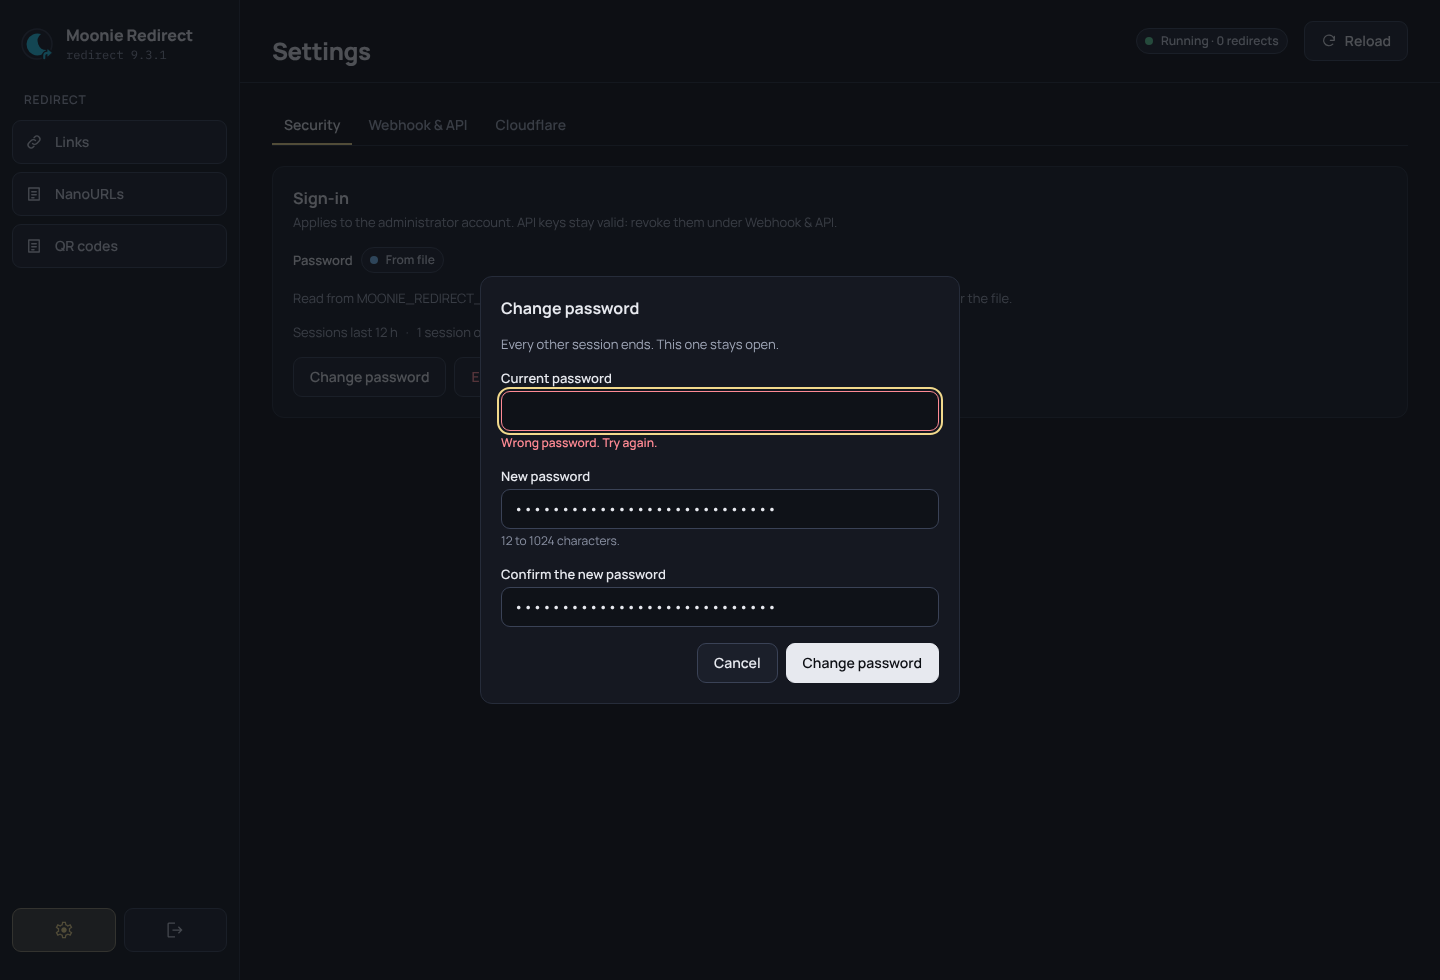 Moonie Redirect
redirect 9.3.1
REDIRECT
Links
NanoURLs
QR codes
Settings
Running · 0 redirects
Reload
Security
Webhook & API
Cloudflare
Sign-in
Applies to the administrator account. API keys stay valid: revoke them under Webhook & API.
Password
From file
Read from MOONIE_REDIRECT_
r the file.
Sessions last 12 h · 1 session
Change password
Change password
Every other session ends. This one stays open.
Current password
Wrong password. Try again.
New password
•••••••••••••••••••••••••••••
12 to 1024 characters.
Confirm the new password
•••••••••••••••••••••••••••••
Cancel
Change password